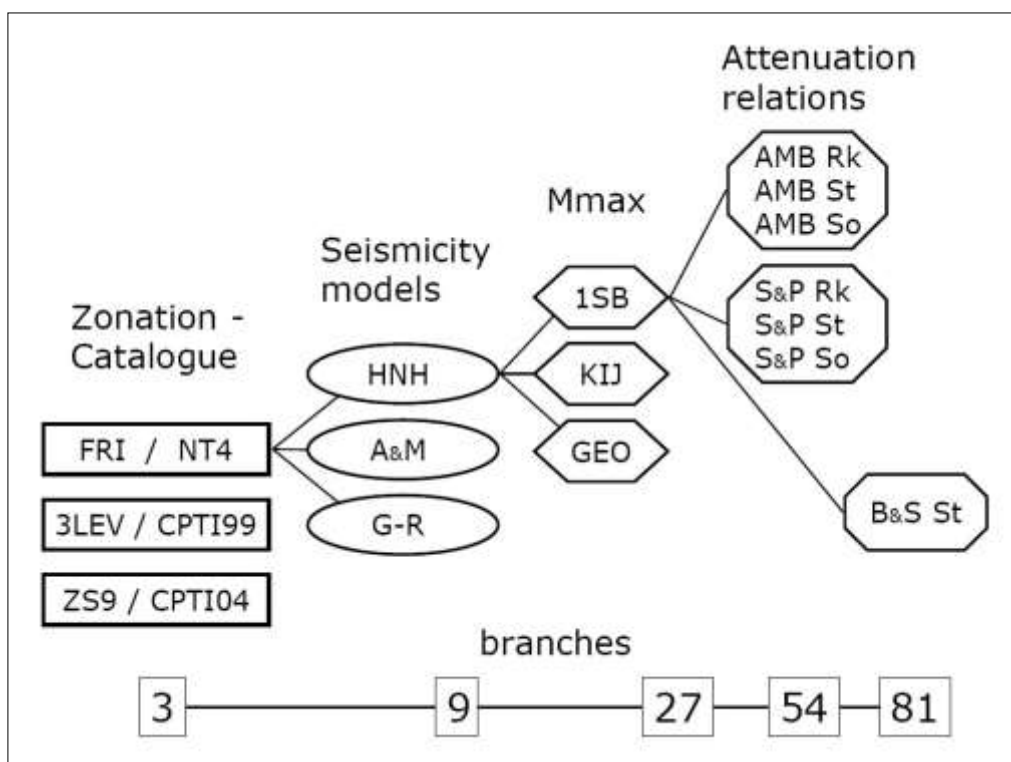 Attenuation
relations
AMB Rk
AMB St
AMB So
Mmax
Seismicity
models
1SB
S&P Rk
S&P St
S&P So
Zonation -
Catalogue
HNH
KIJ
FRI / NT4
A&M
GEO
3LEV / CPTI99
G-R
B&S St
ZS9 / CPTI04
branches
3
9
27
54
81